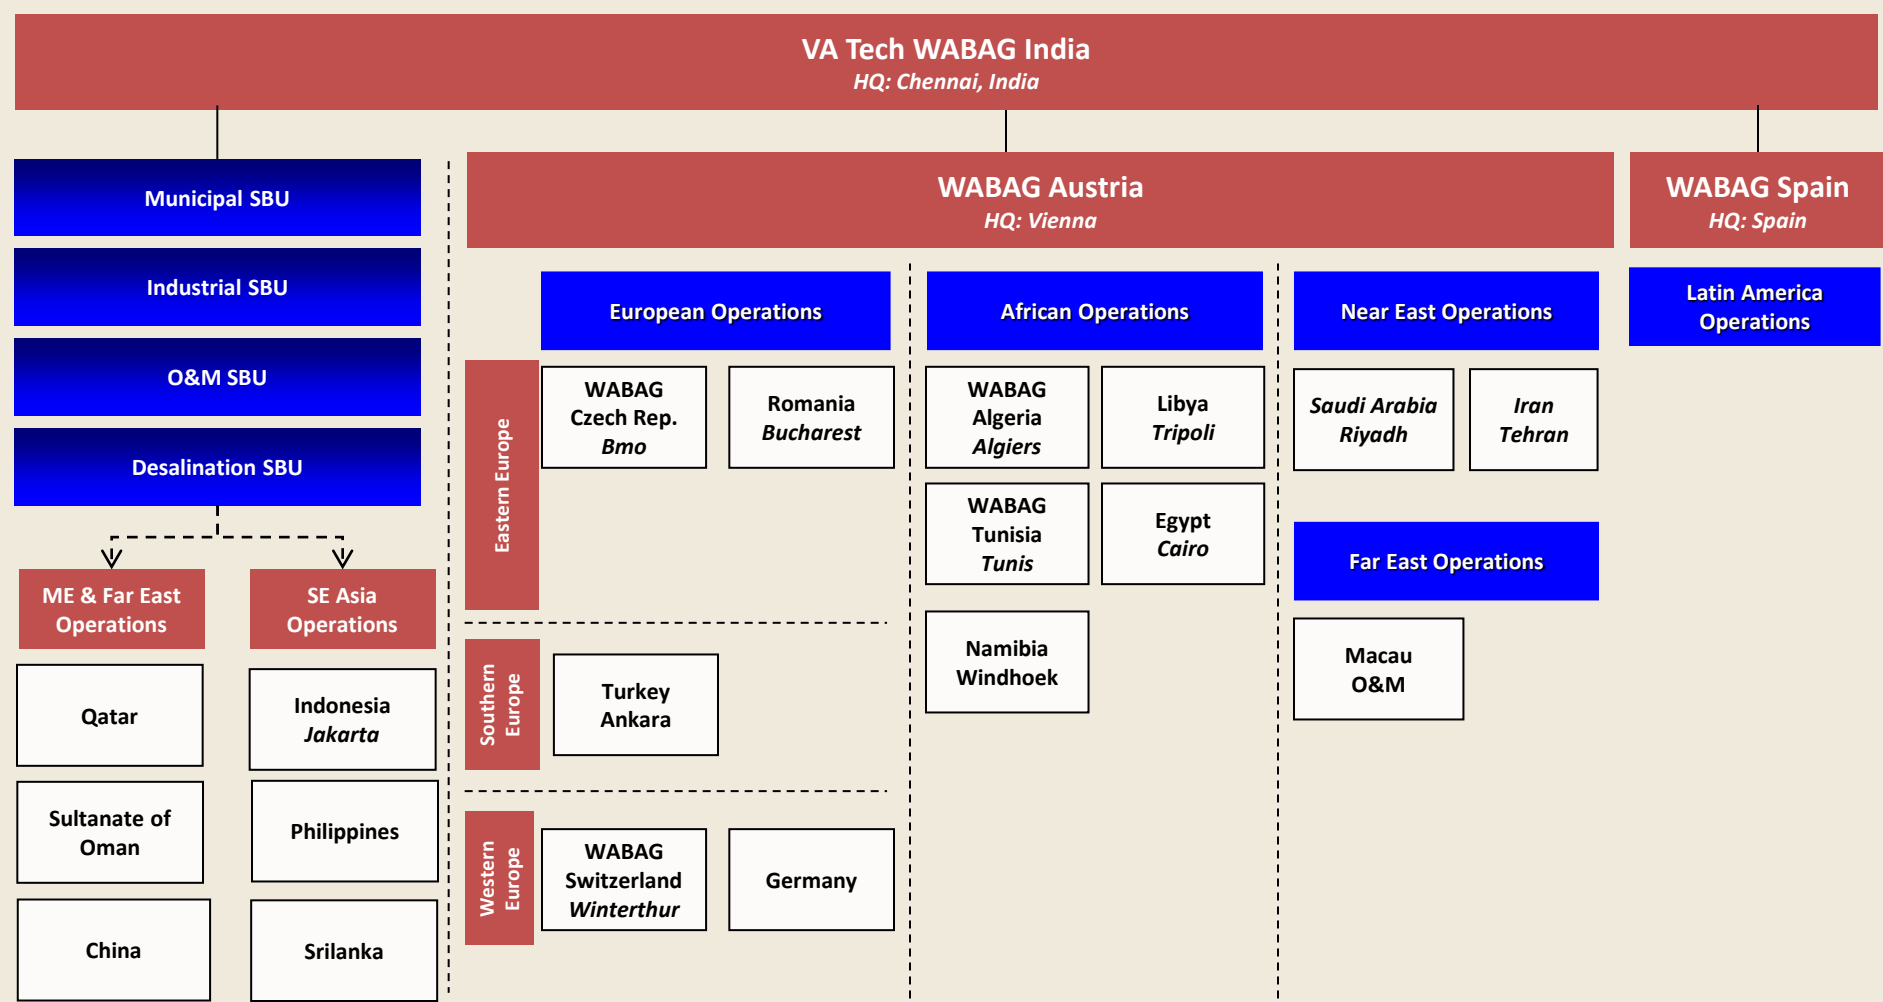 VA Tech WABAG India
HQ: Chennai, India
Municipal SBU
Industrial SBU
O&M SBU
Desalination SBU
ME & Far East
Operations
Qatar
Sultanate of
Oman
China
SE Asia
Operations
Indonesia
Jakarta
Philippines
Srilanka
WABAG Austria
HQ: Vienna
European Operations
Eastern Europe
WABAG
Czech Rep.
Bmo
Romania
Bucharest
Southern
Europe
Turkey
Ankara
Western
Europe
WABAG
Switzerland
Winterthur
Germany
African Operations
WABAG
Algeria
Algiers
Libya
Tripoli
WABAG
Tunisia
Tunis
Egypt
Cairo
Namibia
Windhoek
Near East Operations
Saudi Arabia
Riyadh
Iran
Tehran
Far East Operations
Macau
O&M
WABAG Spain
HQ: Spain
Latin America
Operations